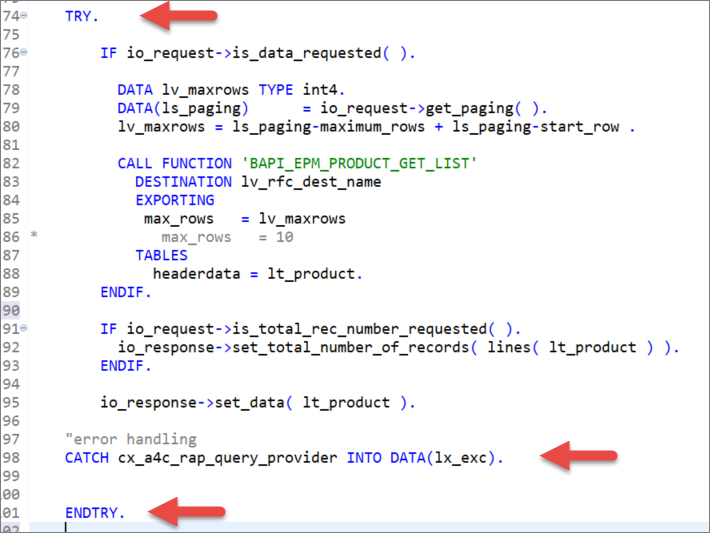 74 TRY.
75
76 IF io_request->is_data_requested( ).
77
78 DATA lv_maxrows TYPE int4.
79 DATA(ls_paging) = io_request->get_paging( ).
80 lv_maxrows = ls_paging-maximum_rows + ls_paging-start_row .
81
82 CALL FUNCTION 'BAPI_EPM_PRODUCT_GET_LIST'
83 DESTINATION lv_rfc_dest_name
84 EXPORTING
85 max_rows = lv_maxrows
86 * max_rows = 10
87 TABLES
88 headerdata = lt_product.
89 ENDIF.
90
91 IF io_request->is_total_rec_number_requested( ).
92 io_response->set_total_number_of_records( lines( lt_product ) ).
93 ENDIF.
94
95 io_response->set_data( lt_product ).
96
97 "error handling
98 CATCH cx_a4c_rap_query_provider INTO DATA(lx_exc).
99
00
01 ENDTRY.
02